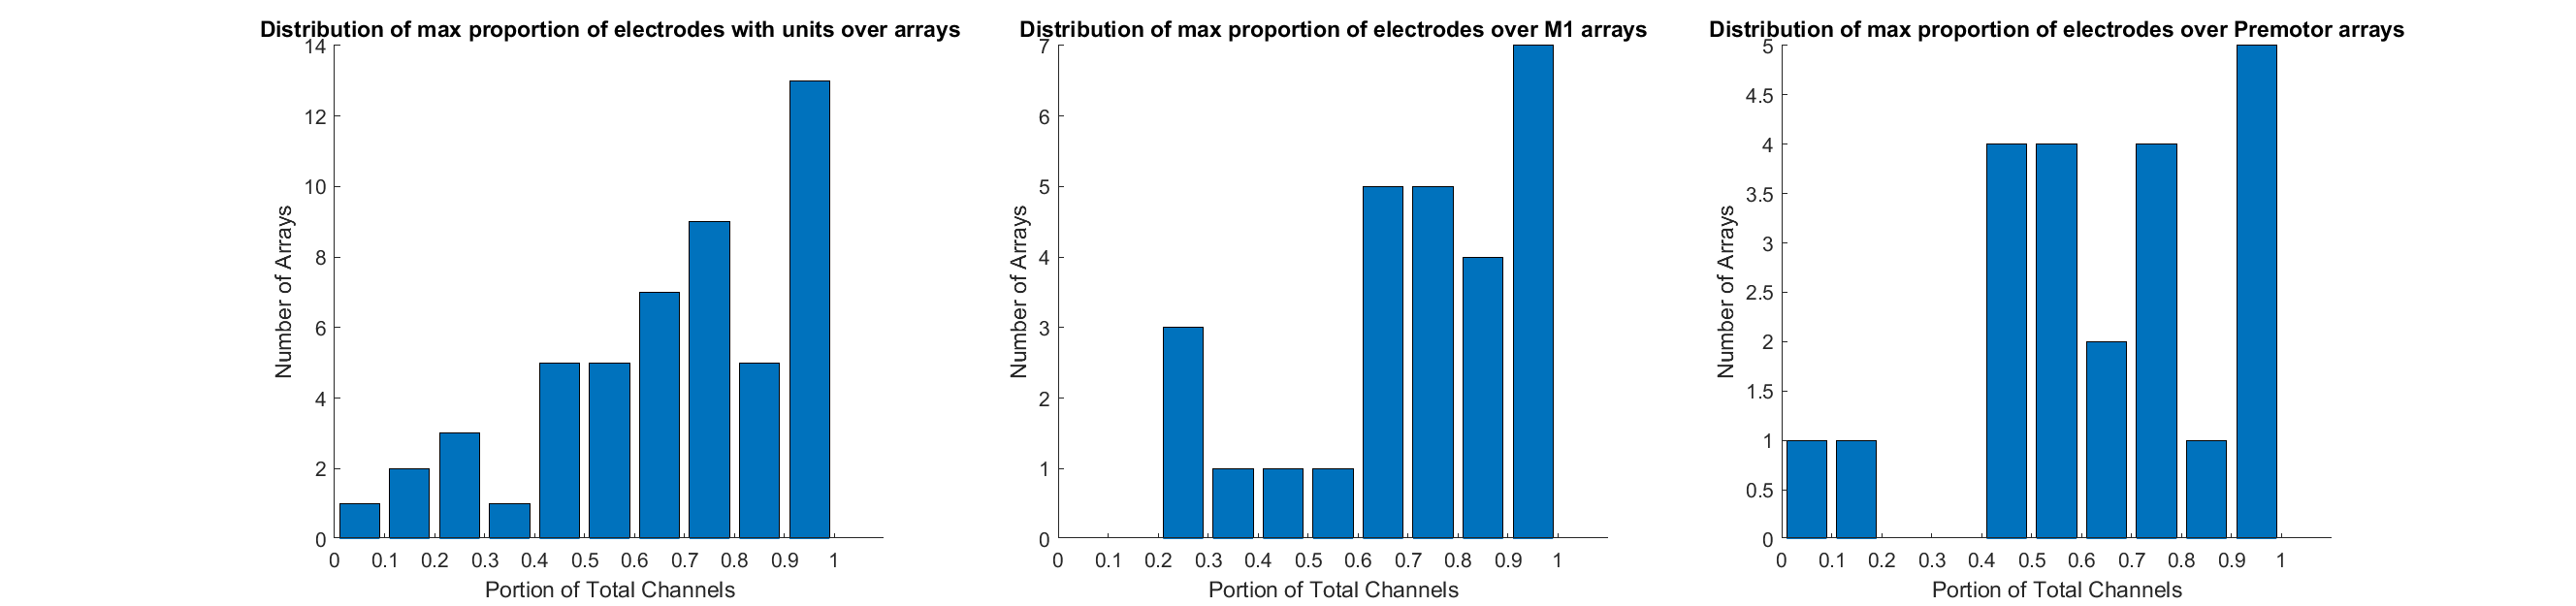 Distribution of max proportion of electrodes with units over arrays
14
12
10
8
6
4
2
0
Number of Arrays
0 0.1 0.2 0.3 0.4 0.5 0.6 0.7 0.8 0.9 1
Portion of Total Channels
Distribution of max proportion of electrodes over M1 arrays
7
6
5
4
3
2
1
0
Number of Arrays
0 0.1 0.2 0.3 0.4 0.5 0.6 0.7 0.8 0.9 1
Portion of Total Channels
Distribution of max proportion of electrodes over Premotor arrays
5
4.5
4
3.5
3
2.5
2
1.5
1
0.5
0
Number of Arrays
0 0.1 0.2 0.3 0.4 0.5 0.6 0.7 0.8 0.9 1
Portion of Total Channels